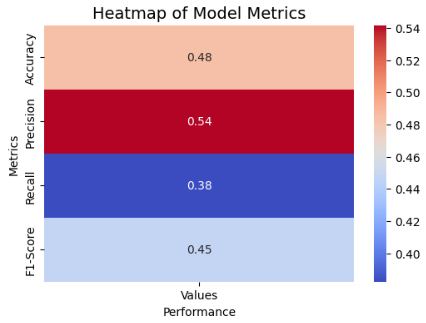 Heatmap of Model Metrics
Metrics
Accuracy
0.48
Precision
0.54
Recall
0.38
F1-Score
0.45
Values
Performance
0.54
0.52
0.50
0.48
0.46
0.44
0.42
0.40